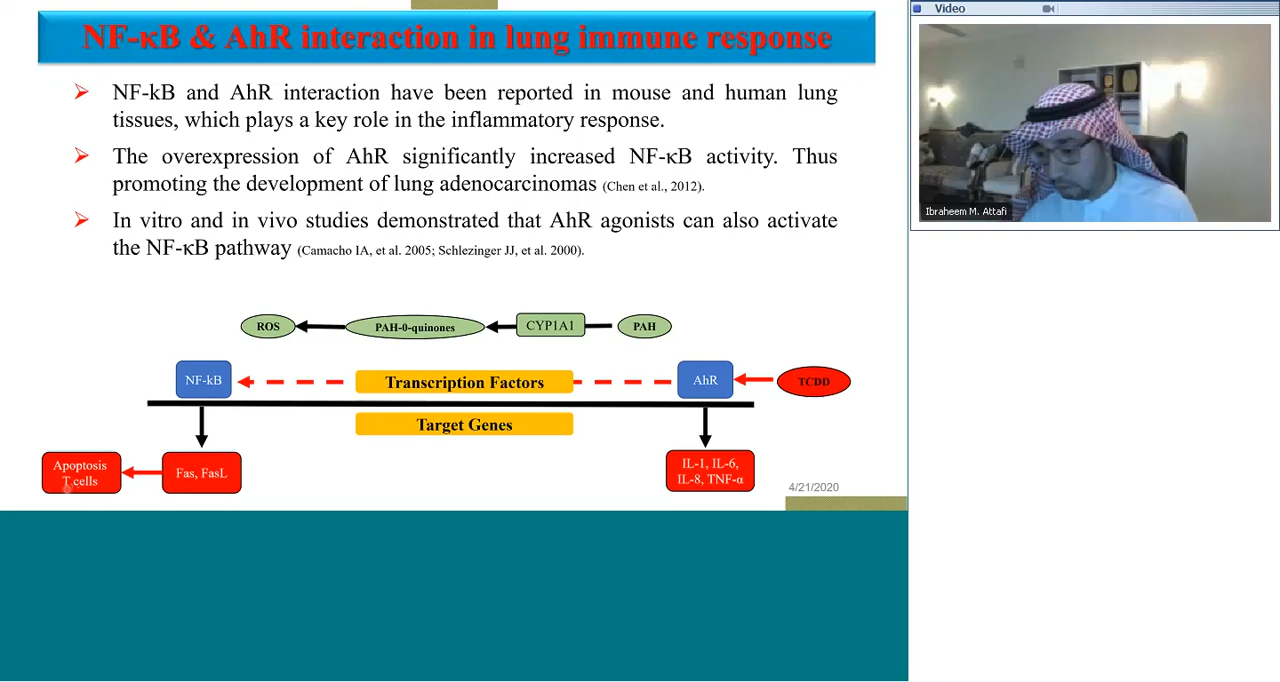 NF-κB & AhR interaction in lung immune response
NF-kB and AhR interaction have been reported in mouse and human lung
tissues, which plays a key role in the inflammatory response.
The overexpression of AhR significantly increased NF-κB activity. Thus
promoting the development of lung adenocarcinomas (Chen et al., 2012).
In vitro and in vivo studies demonstrated that AhR agonists can also activate
the NF-κB pathway (Camacho IA, et al. 2005; Schlezinger JJ, et al. 2000).
ROS
PAH-0-quinones
CYP1A1
PAH
NF-kB
Transcription Factors
AhR
TCDD
Target Genes
Apoptosis
T.cells
Fas, FasL
IL-1, IL-6,
IL-8, TNF-α
4/21/2020
Video
Ibraheem M. Attafi